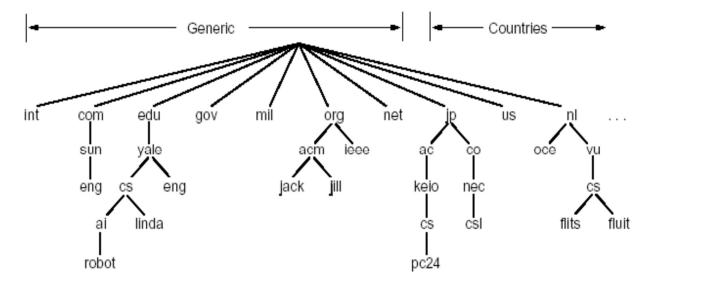 Generic Countries
int com edu gov mil org net jp us nl ...
sun yale acm ieee ac co oce vu
eng cs eng jack jill keio nec cs
ai linda cs csl flits fluit
robot pc24